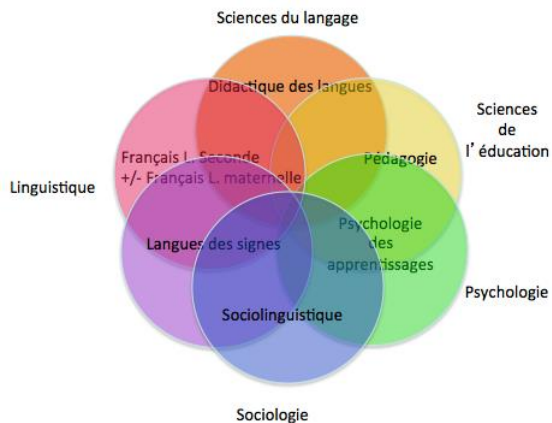 Sciences du langage
Didactique des langues
Sciences
de
l'éducation
Français L. Seconde
+/- Français L. maternelle
Pédagogie
Linguistique
Psychologie
des
apprentissages
Langues des signes
Psychologie
Sociolinguistique
Sociologie